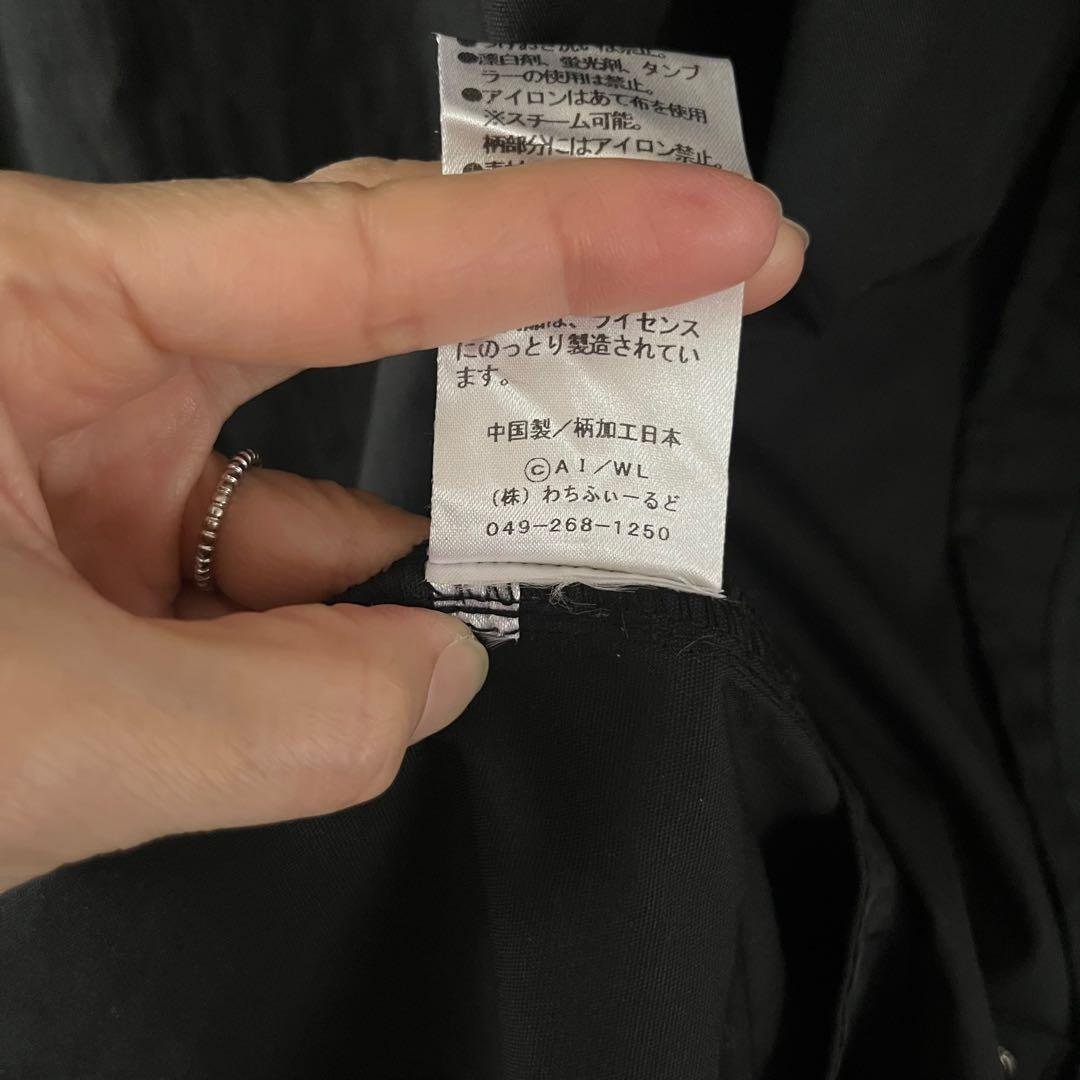 つけおき洗いは禁止。
●漂白剤、蛍光剤、タンブ
ラーの使用は禁止。
●アイロンはあて布を使用
※スチーム可能。
柄部分にはアイロン禁止。
は、ライセンス
にのっとり製造されてい
ます。
中国製／柄加工日本
©AI／WL
（株）わちふぃーるど
049-268-1250